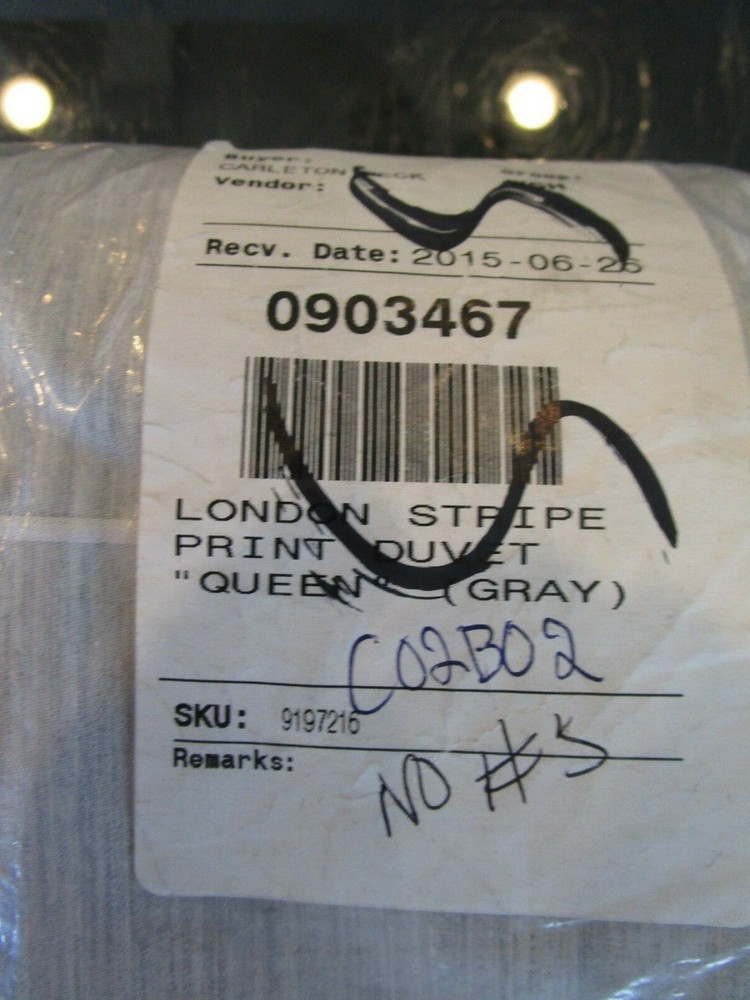 Buyer:
CARLETON
Vendor:
Recv. Date: 2015-06-26
0903467
LONDON STRIPE
PRINT DUVET
"QUEEN" (GRAY)
C02B02
SKU: 9197216
Remarks:
NO #5